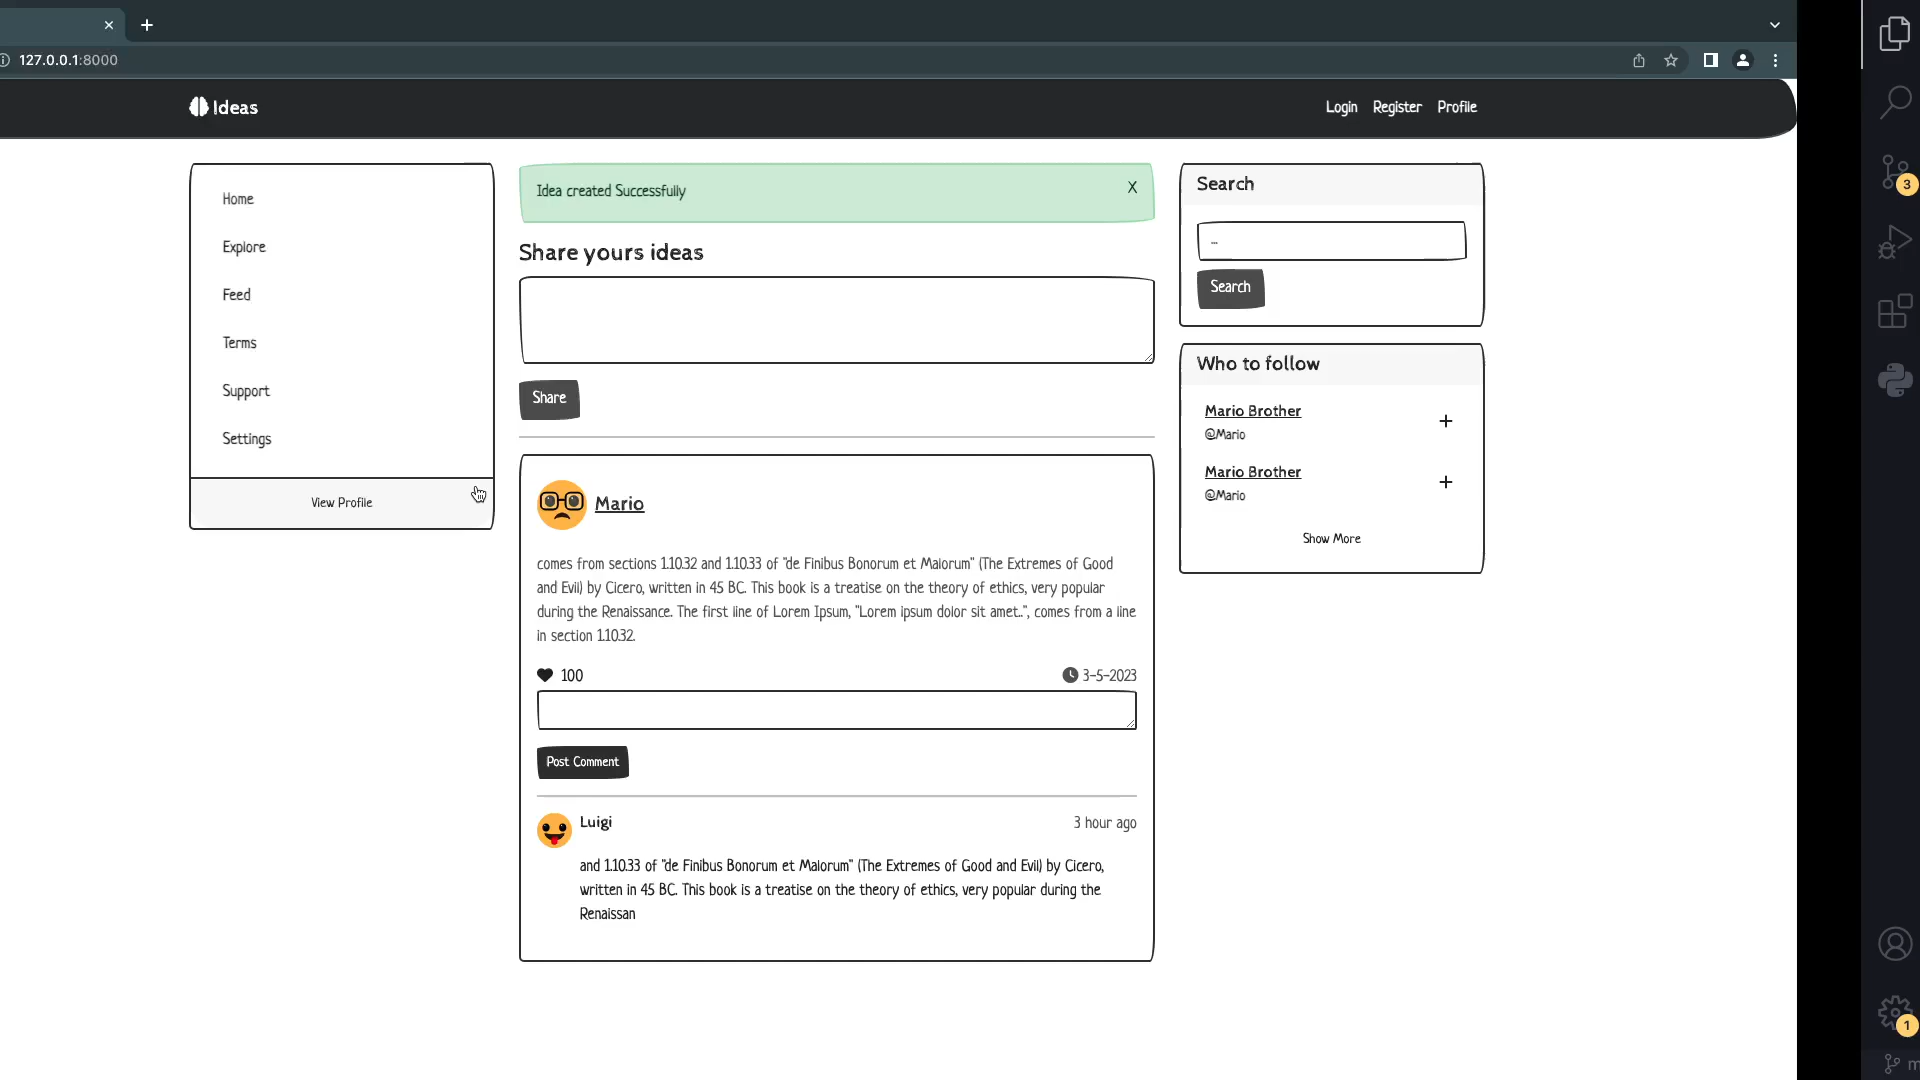 127.0.0.1:8000
Ideas
Login Register Profile
Home
Explore
Feed
Terms
Support
Settings
View Profile
Idea created Successfully X
Share yours ideas
Share
Mario
comes from sections 1.10.32 and 1.10.33 of "de Finibus Bonorum et Malorum" (The Extremes of Good
and Evil) by Cicero, written in 45 BC. This book is a treatise on the theory of ethics, very popular
during the Renaissance. The first line of Lorem Ipsum, "Lorem ipsum dolor sit amet..", comes from a line
in section 1.10.32.
100 3-5-2023
Post Comment
Luigi 3 hour ago
and 1.10.33 of "de Finibus Bonorum et Malorum" (The Extremes of Good and Evil) by Cicero,
written in 45 BC. This book is a treatise on the theory of ethics, very popular during the
Renaissan
Search
...
Search
Who to follow
Mario Brother
@Mario
Mario Brother
@Mario
Show More
3
1
m